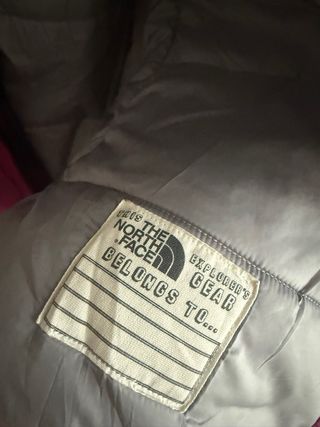 THIS
THE
NORTH
FACE
EXPLORER'S
GEAR
BELONGS TO...